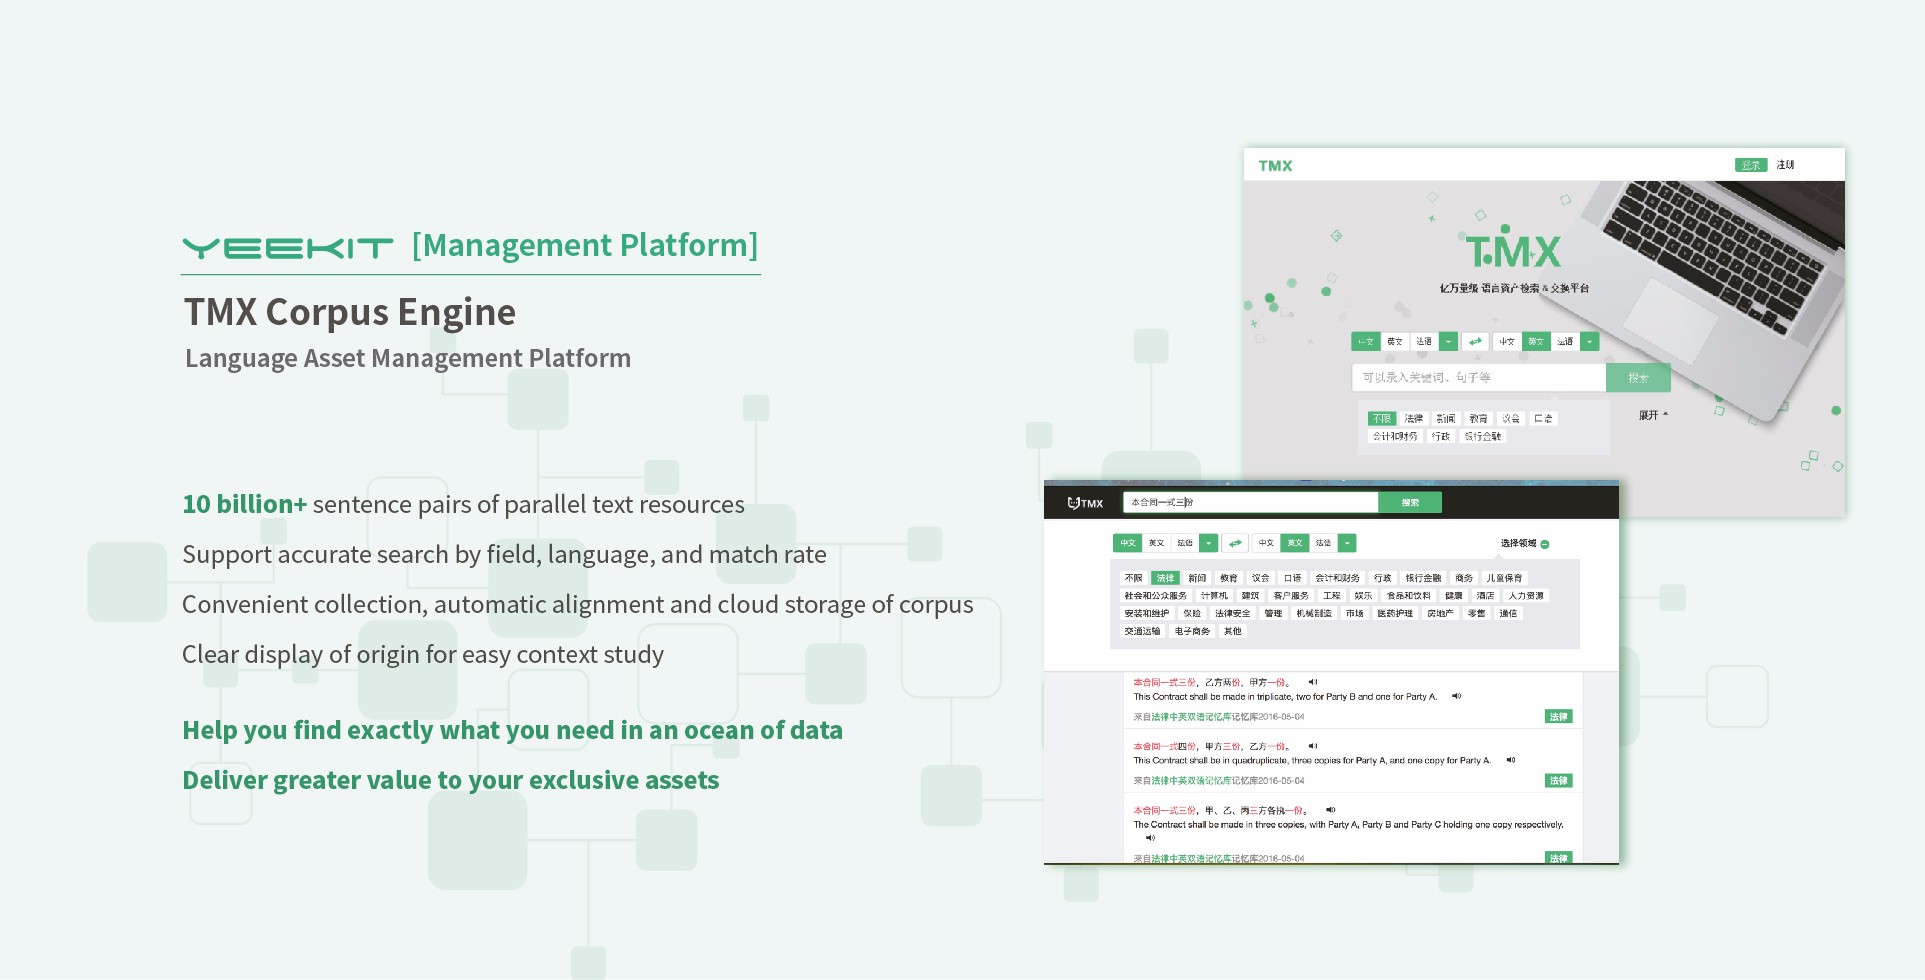 YEEKIT [Management Platform]
TMX Corpus Engine
Language Asset Management Platform
10 billion+ sentence pairs of parallel text resources
Support accurate search by field, language, and match rate
Convenient collection, automatic alignment and cloud storage of corpus
Clear display of origin for easy context study
Help you find exactly what you need in an ocean of data
Deliver greater value to your exclusive assets
TMX 登录 注册
TMX
亿万量级 语言资产检索 & 交换平台
中文 英文 法语 中文 英文 法语
可以录入关键词、句子等 搜索
展开
不限 法律 新闻 教育 议会 口语
会计和财务 行政 银行金融
TMX 本合同一式三份 搜索
中文 英文 法语 中文 英文 法语 选择领域
不限 法律 新闻 教育 议会 口语 会计和财务 行政 银行金融 商务 儿童保育
社会和公众服务 计算机 建筑 客户服务 工程 娱乐 食品和饮料 健康 酒店 人力资源
安装和维护 保险 法律安全 管理 机械制造 市场 医药护理 房地产 零售 通信
交通运输 电子商务 其他
本合同一式三份，乙方两份，甲方一份。
This Contract shall be made in triplicate, two for Party B and one for Party A.
来自法律中英双语记忆库记忆库2016-05-04 法律
本合同一式四份，甲方三份，乙方一份。
This Contract shall be in quadruplicate, three copies for Party A, and one copy for Party A.
来自法律中英双语记忆库记忆库2016-05-04 法律
本合同一式三份，甲、乙、丙三方各执一份。
The Contract shall be made in three copies, with Party A, Party B and Party C holding one copy respectively.
来自法律中英双语记忆库记忆库2016-05-04 法律